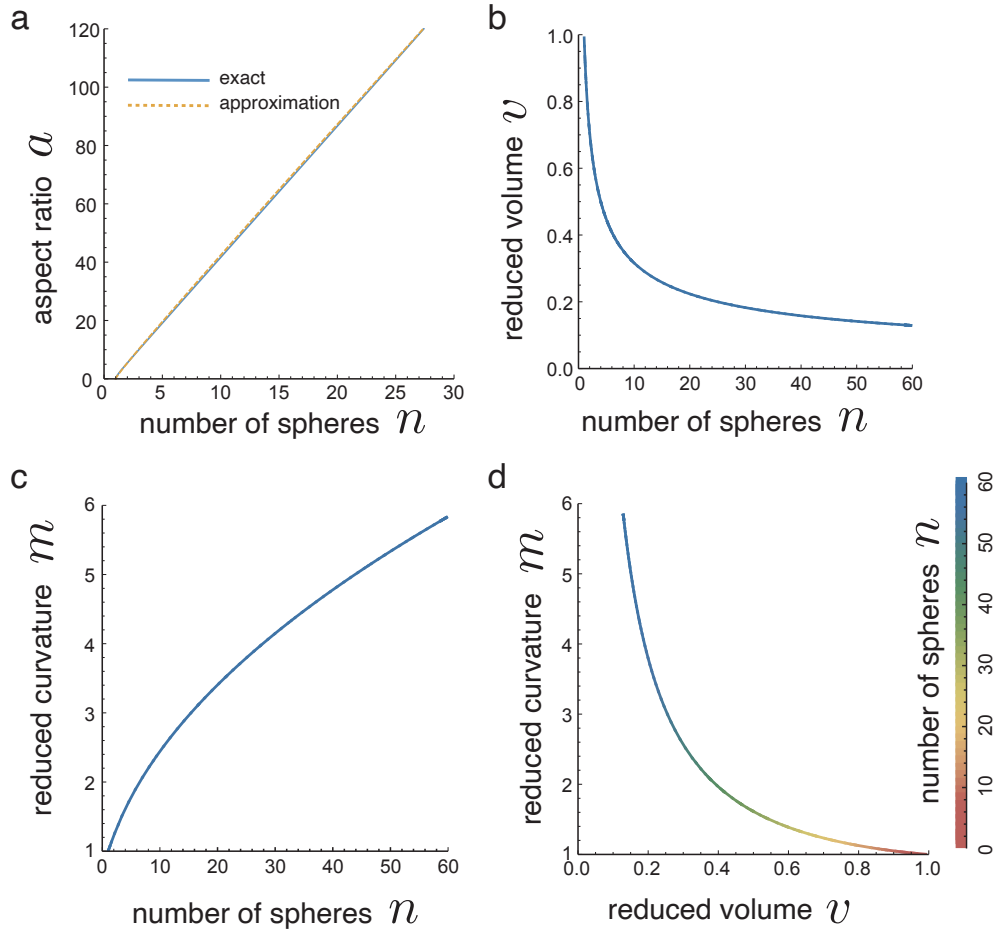 a
120
100
80
60
40
20
0
exact
approximation
aspect ratio a
0 5 10 15 20 25 30
number of spheres n
b
1.0
0.8
0.6
0.4
0.2
0.0
reduced volume v
0 10 20 30 40 50 60
number of spheres n
c
6
5
4
3
2
1
reduced curvature m
0 10 20 30 40 50 60
number of spheres n
d
6
5
4
3
2
1
reduced curvature m
0.0 0.2 0.4 0.6 0.8 1.0
reduced volume v
number of spheres n
60
50
40
30
20
10
0